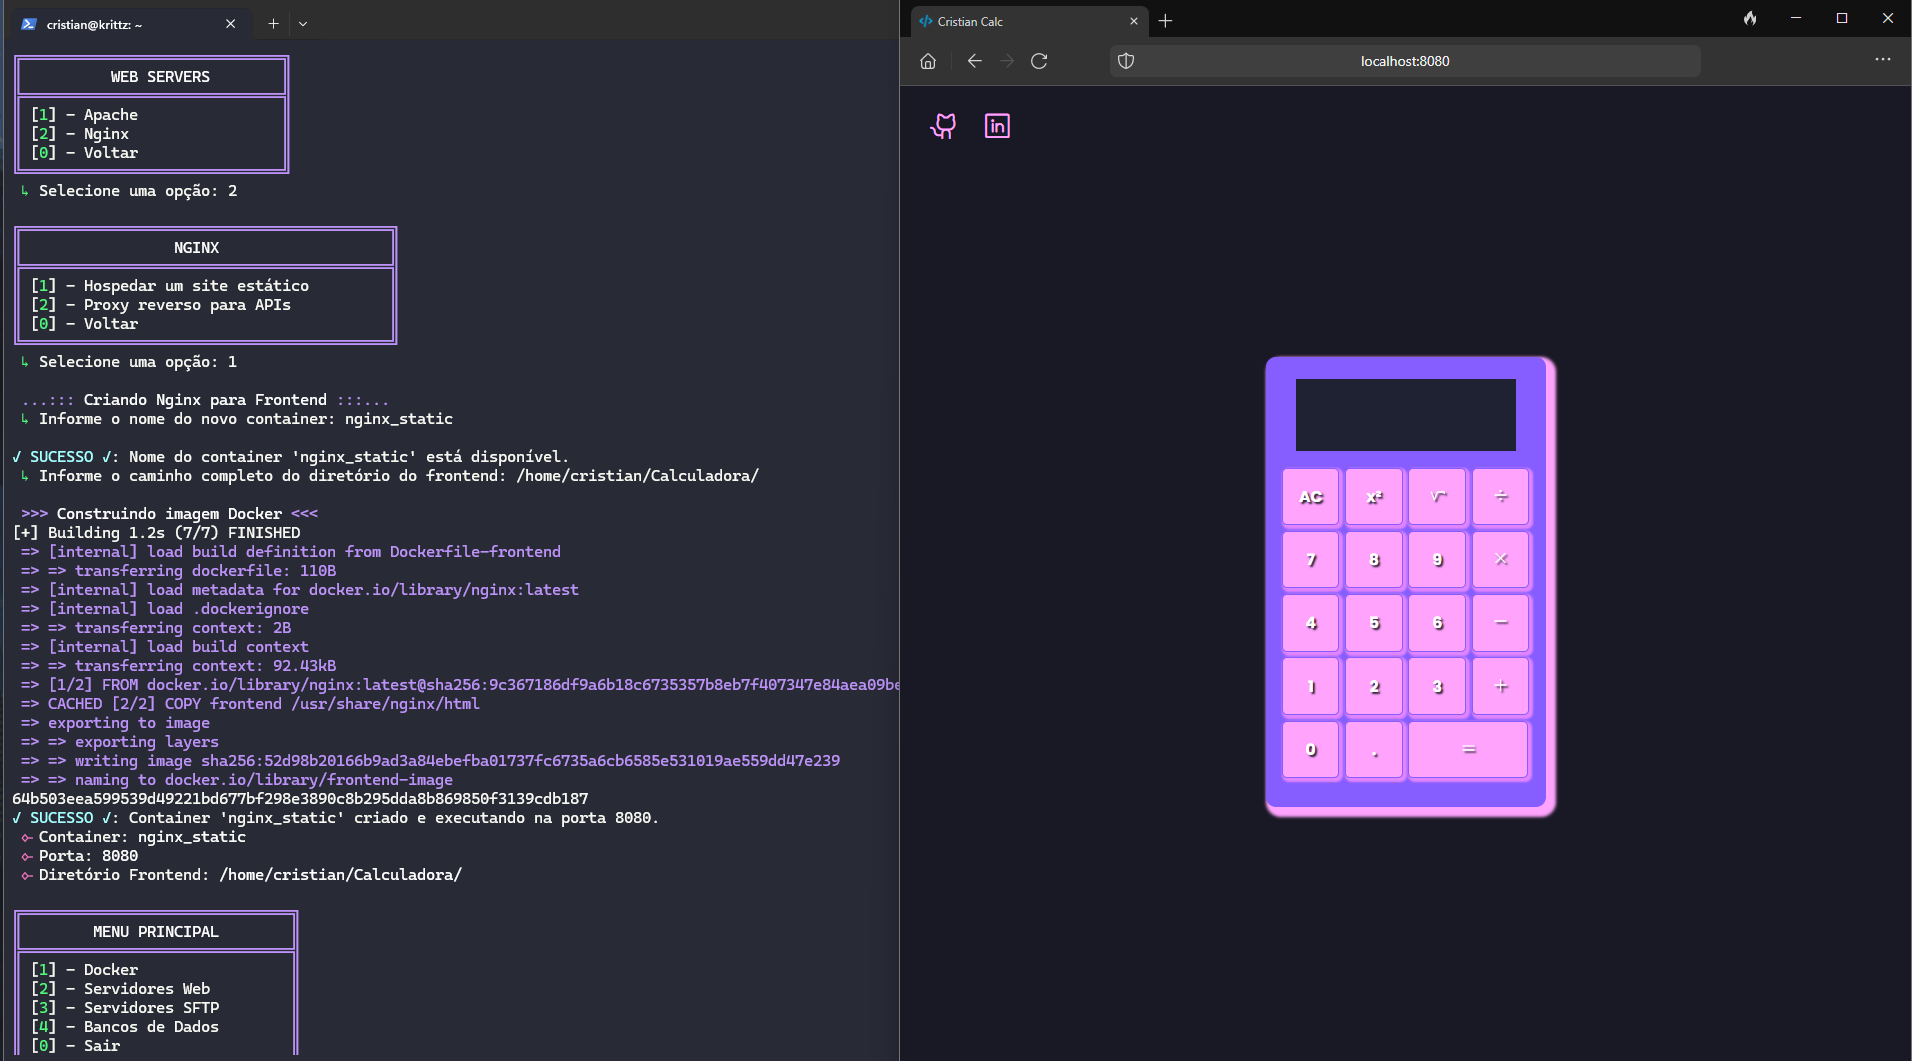 cristian@krittz: ~
WEB SERVERS
[1] - Apache
[2] - Nginx
[0] - Voltar
↳ Selecione uma opção: 2
NGINX
[1] - Hospedar um site estático
[2] - Proxy reverso para APIs
[0] - Voltar
↳ Selecione uma opção: 1
...::: Criando Nginx para Frontend :::...
↳ Informe o nome do novo container: nginx_static
✓ SUCESSO ✓: Nome do container 'nginx_static' está disponível.
↳ Informe o caminho completo do diretório do frontend: /home/cristian/Calculadora/
>>> Construindo imagem Docker <<<
[+] Building 1.2s (7/7) FINISHED
=> [internal] load build definition from Dockerfile-frontend
=> => transferring dockerfile: 110B
=> [internal] load metadata for docker.io/library/nginx:latest
=> [internal] load .dockerignore
=> => transferring context: 2B
=> [internal] load build context
=> => transferring context: 92.43kB
=> [1/2] FROM docker.io/library/nginx:latest@sha256:9c367186df9a6b18c6735357b8eb7f407347e84aea09be
=> CACHED [2/2] COPY frontend /usr/share/nginx/html
=> exporting to image
=> => exporting layers
=> => writing image sha256:52d98b20166b9ad3a84ebefba01737fc6735a6cb6585e531019ae559dd47e239
=> => naming to docker.io/library/frontend-image
64b503eea599539d49221bd677bf298e3890c8b295dda8b869850f3139cdb187
✓ SUCESSO ✓: Container 'nginx_static' criado e executando na porta 8080.
Container: nginx_static
Porta: 8080
Diretório Frontend: /home/cristian/Calculadora/
MENU PRINCIPAL
[1] - Docker
[2] - Servidores Web
[3] - Servidores SFTP
[4] - Bancos de Dados
[0] - Sair
Cristian Calc
localhost:8080
in
AC x² √ ÷
7 8 9 ×
4 5 6 −
1 2 3 +
0 . =